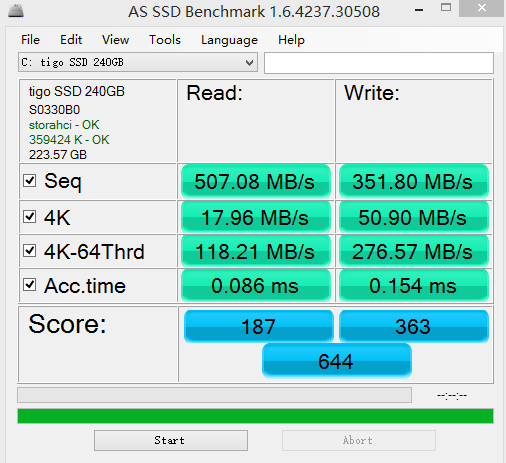 AS SSD Benchmark 1.6.4237.30508
File Edit View Tools Language Help
C: tigo SSD 240GB
tigo SSD 240GB
S0330B0
storahci - OK
359424 K - OK
223.57 GB
Read: Write:
Seq 507.08 MB/s 351.80 MB/s
4K 17.96 MB/s 50.90 MB/s
4K-64Thrd 118.21 MB/s 276.57 MB/s
Acc.time 0.086 ms 0.154 ms
Score: 187 363
644
--:--:--
Start Abort